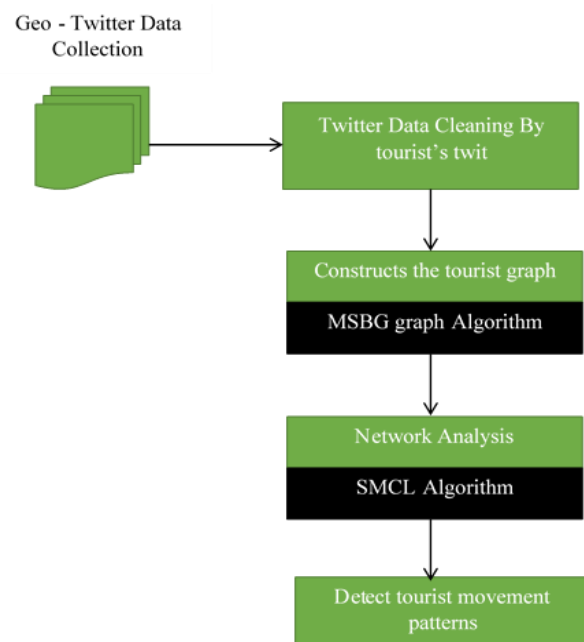 Geo - Twitter Data
Collection
Twitter Data Cleaning By
tourist's twit
Constructs the tourist graph
MSBG graph Algorithm
Network Analysis
SMCL Algorithm
Detect tourist movement
patterns